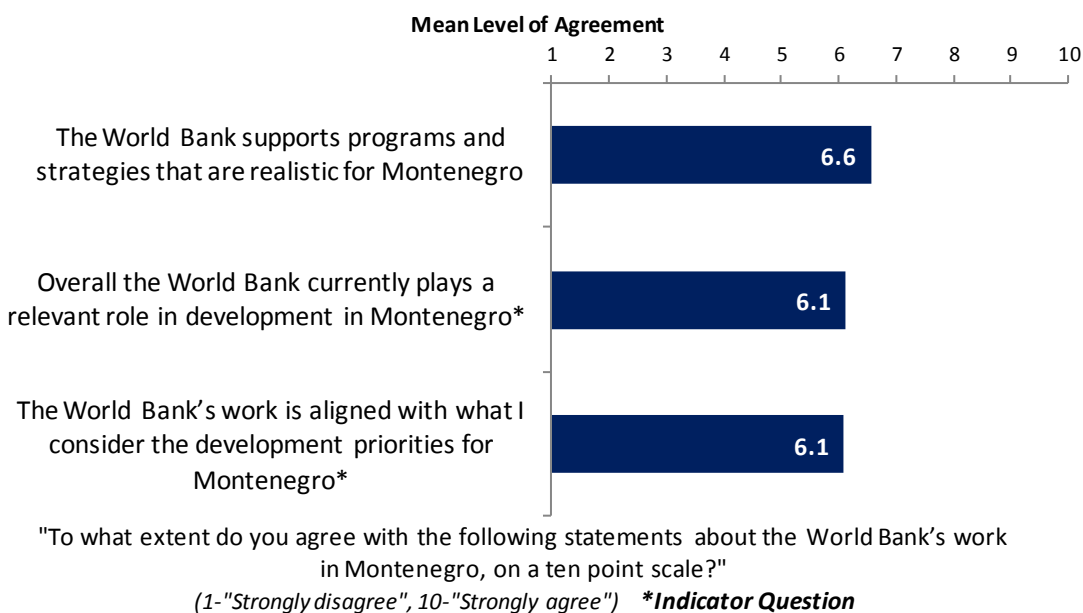 Mean Level of Agreement
1 2 3 4 5 6 7 8 9 10
The World Bank supports programs and
strategies that are realistic for Montenegro
6.6
Overall the World Bank currently plays a
relevant role in development in Montenegro*
6.1
The World Bank’s work is aligned with what I
consider the development priorities for
Montenegro*
6.1
"To what extent do you agree with the following statements about the World Bank’s work
in Montenegro, on a ten point scale?"
(1-"Strongly disagree", 10-"Strongly agree") *Indicator Question